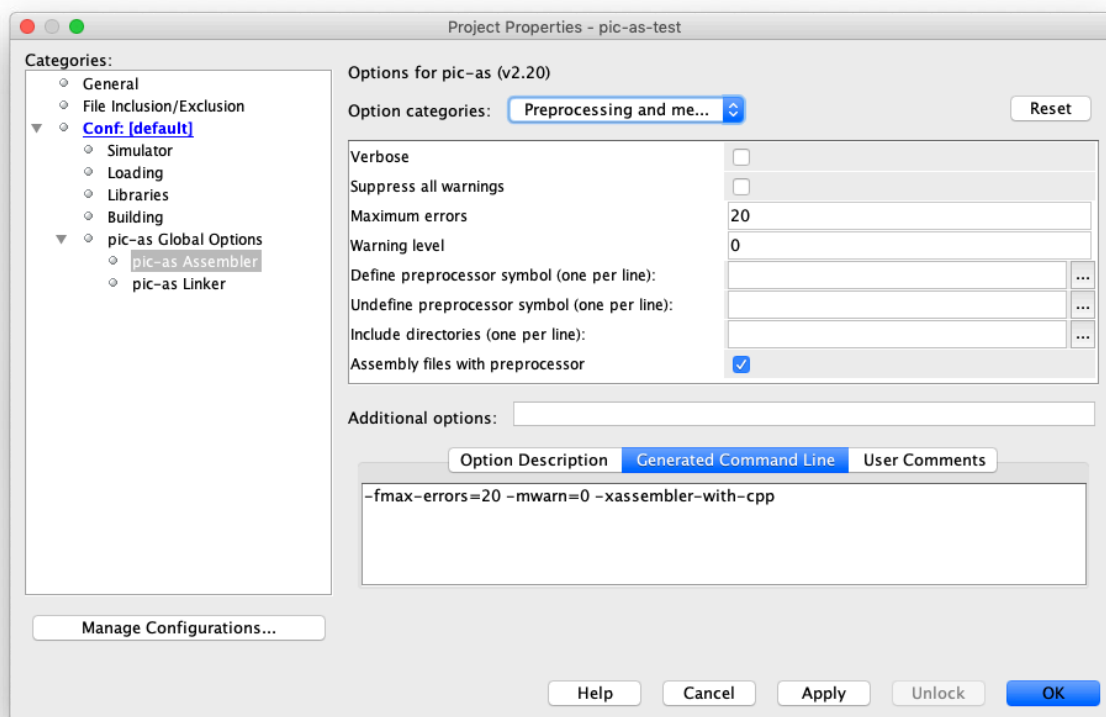 Project Properties - pic-as-test
Categories:
General
File Inclusion/Exclusion
Conf: [default]
Simulator
Loading
Libraries
Building
pic-as Global Options
pic-as Assembler
pic-as Linker
Manage Configurations...
Options for pic-as (v2.20)
Option categories: Preprocessing and me... Reset
Verbose
Suppress all warnings
Maximum errors 20
Warning level 0
Define preprocessor symbol (one per line): ...
Undefine preprocessor symbol (one per line): ...
Include directories (one per line): ...
Assembly files with preprocessor
Additional options:
Option Description Generated Command Line User Comments
-fmax-errors=20 -mwarn=0 -xassembler-with-cpp
Help Cancel Apply Unlock OK